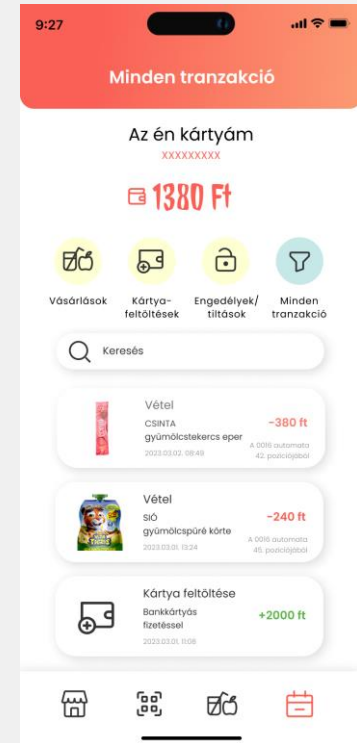 9:27
Minden tranzakció
Az én kártyám
XXXXXXXXX
1380 Ft
Vásárlások
Kártya-
feltöltések
Engedélyek/
tiltások
Minden
tranzakció
Keresés
Vétel
CSINTA
gyümölcstekercs eper
2023.03.02. 08:49
-380 ft
A 0016 automata
42. pozíciójából
Vétel
SIÓ
gyümölcspüré körte
2023.03.01. 13:24
-240 ft
A 0016 automata
45. pozíciójából
Kártya feltöltése
Bankkártyás
fizetéssel
2023.03.01. 11:08
+2000 ft